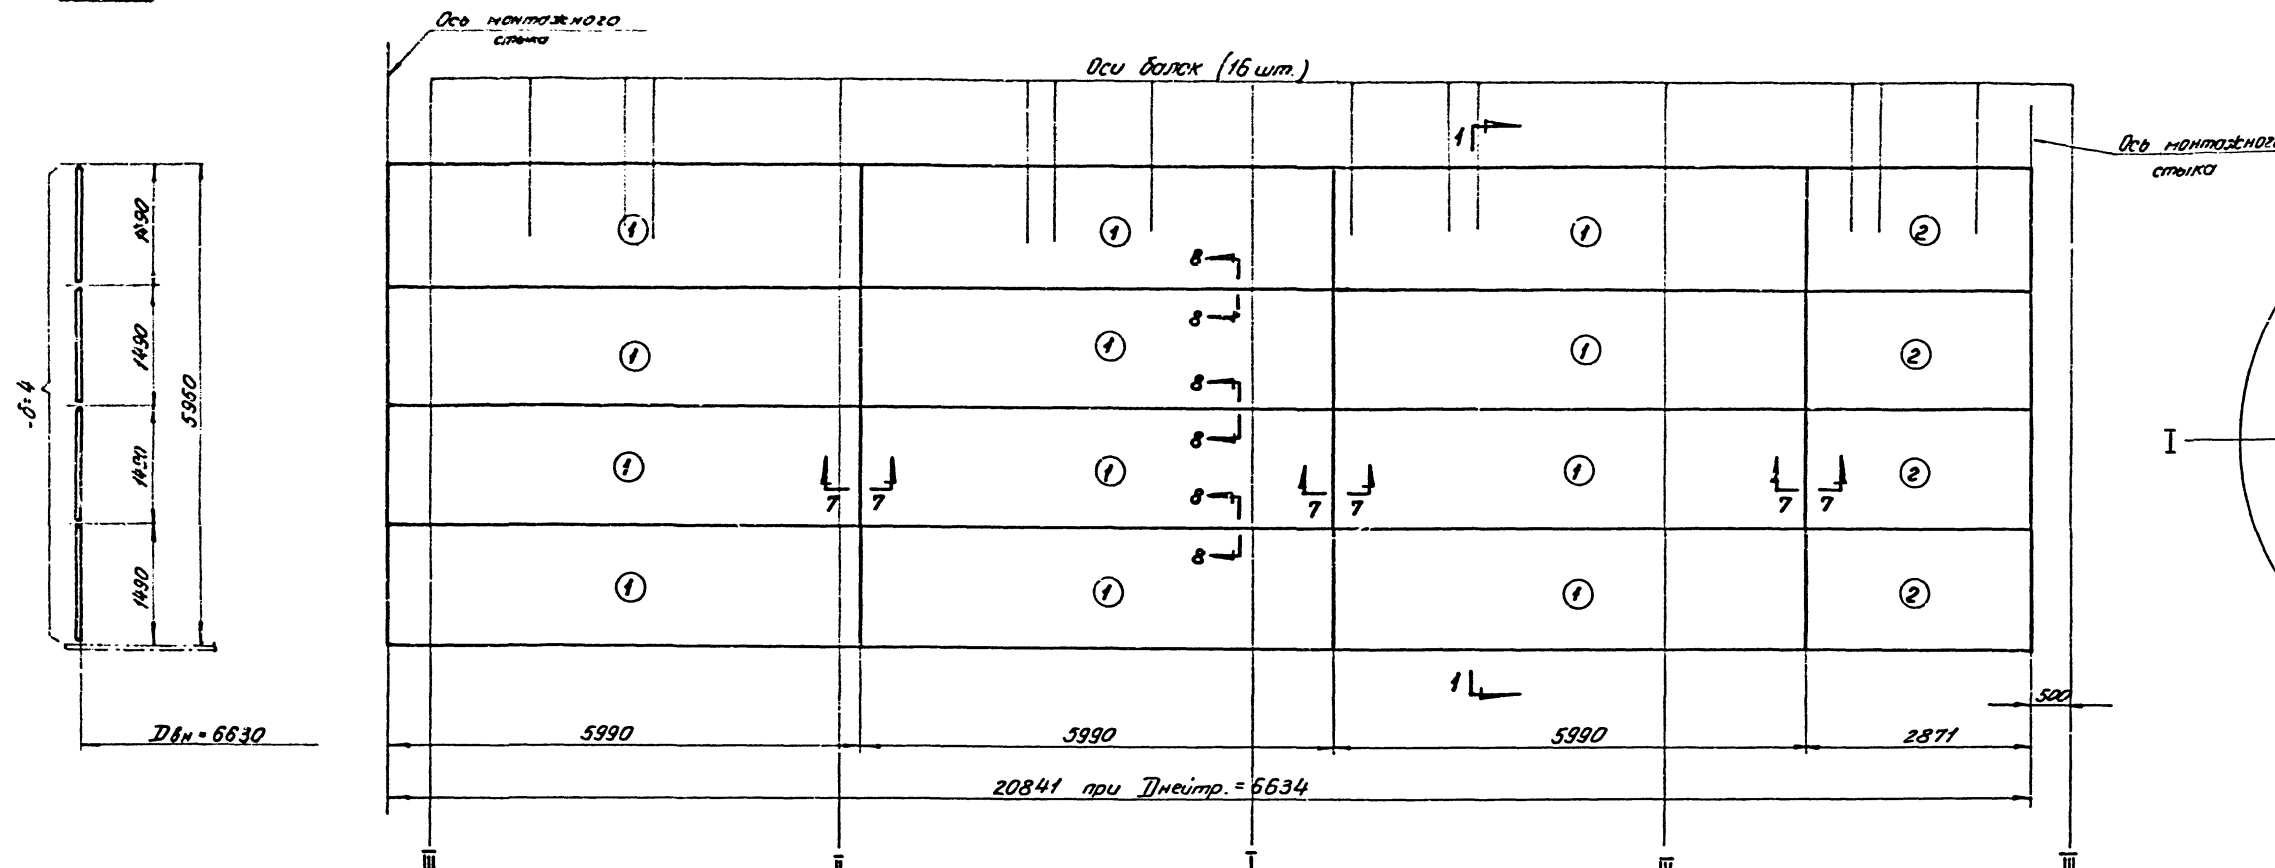 Ось монтажного
стыка
Оси балок (16 шт.)
1
Ось монтажного
стыка
1490
1490
1490
1490
5960
-δ=4
1 1 1 2
8
8
1 1 1 2
8
8
1 1 1 2
7 7 7 7 7 7
8
8
1 1 1 2
I
1
500
Dвн = 6630
5990 5990 5990 2871
20841 при Dнейтр. = 6634
III II I IV III